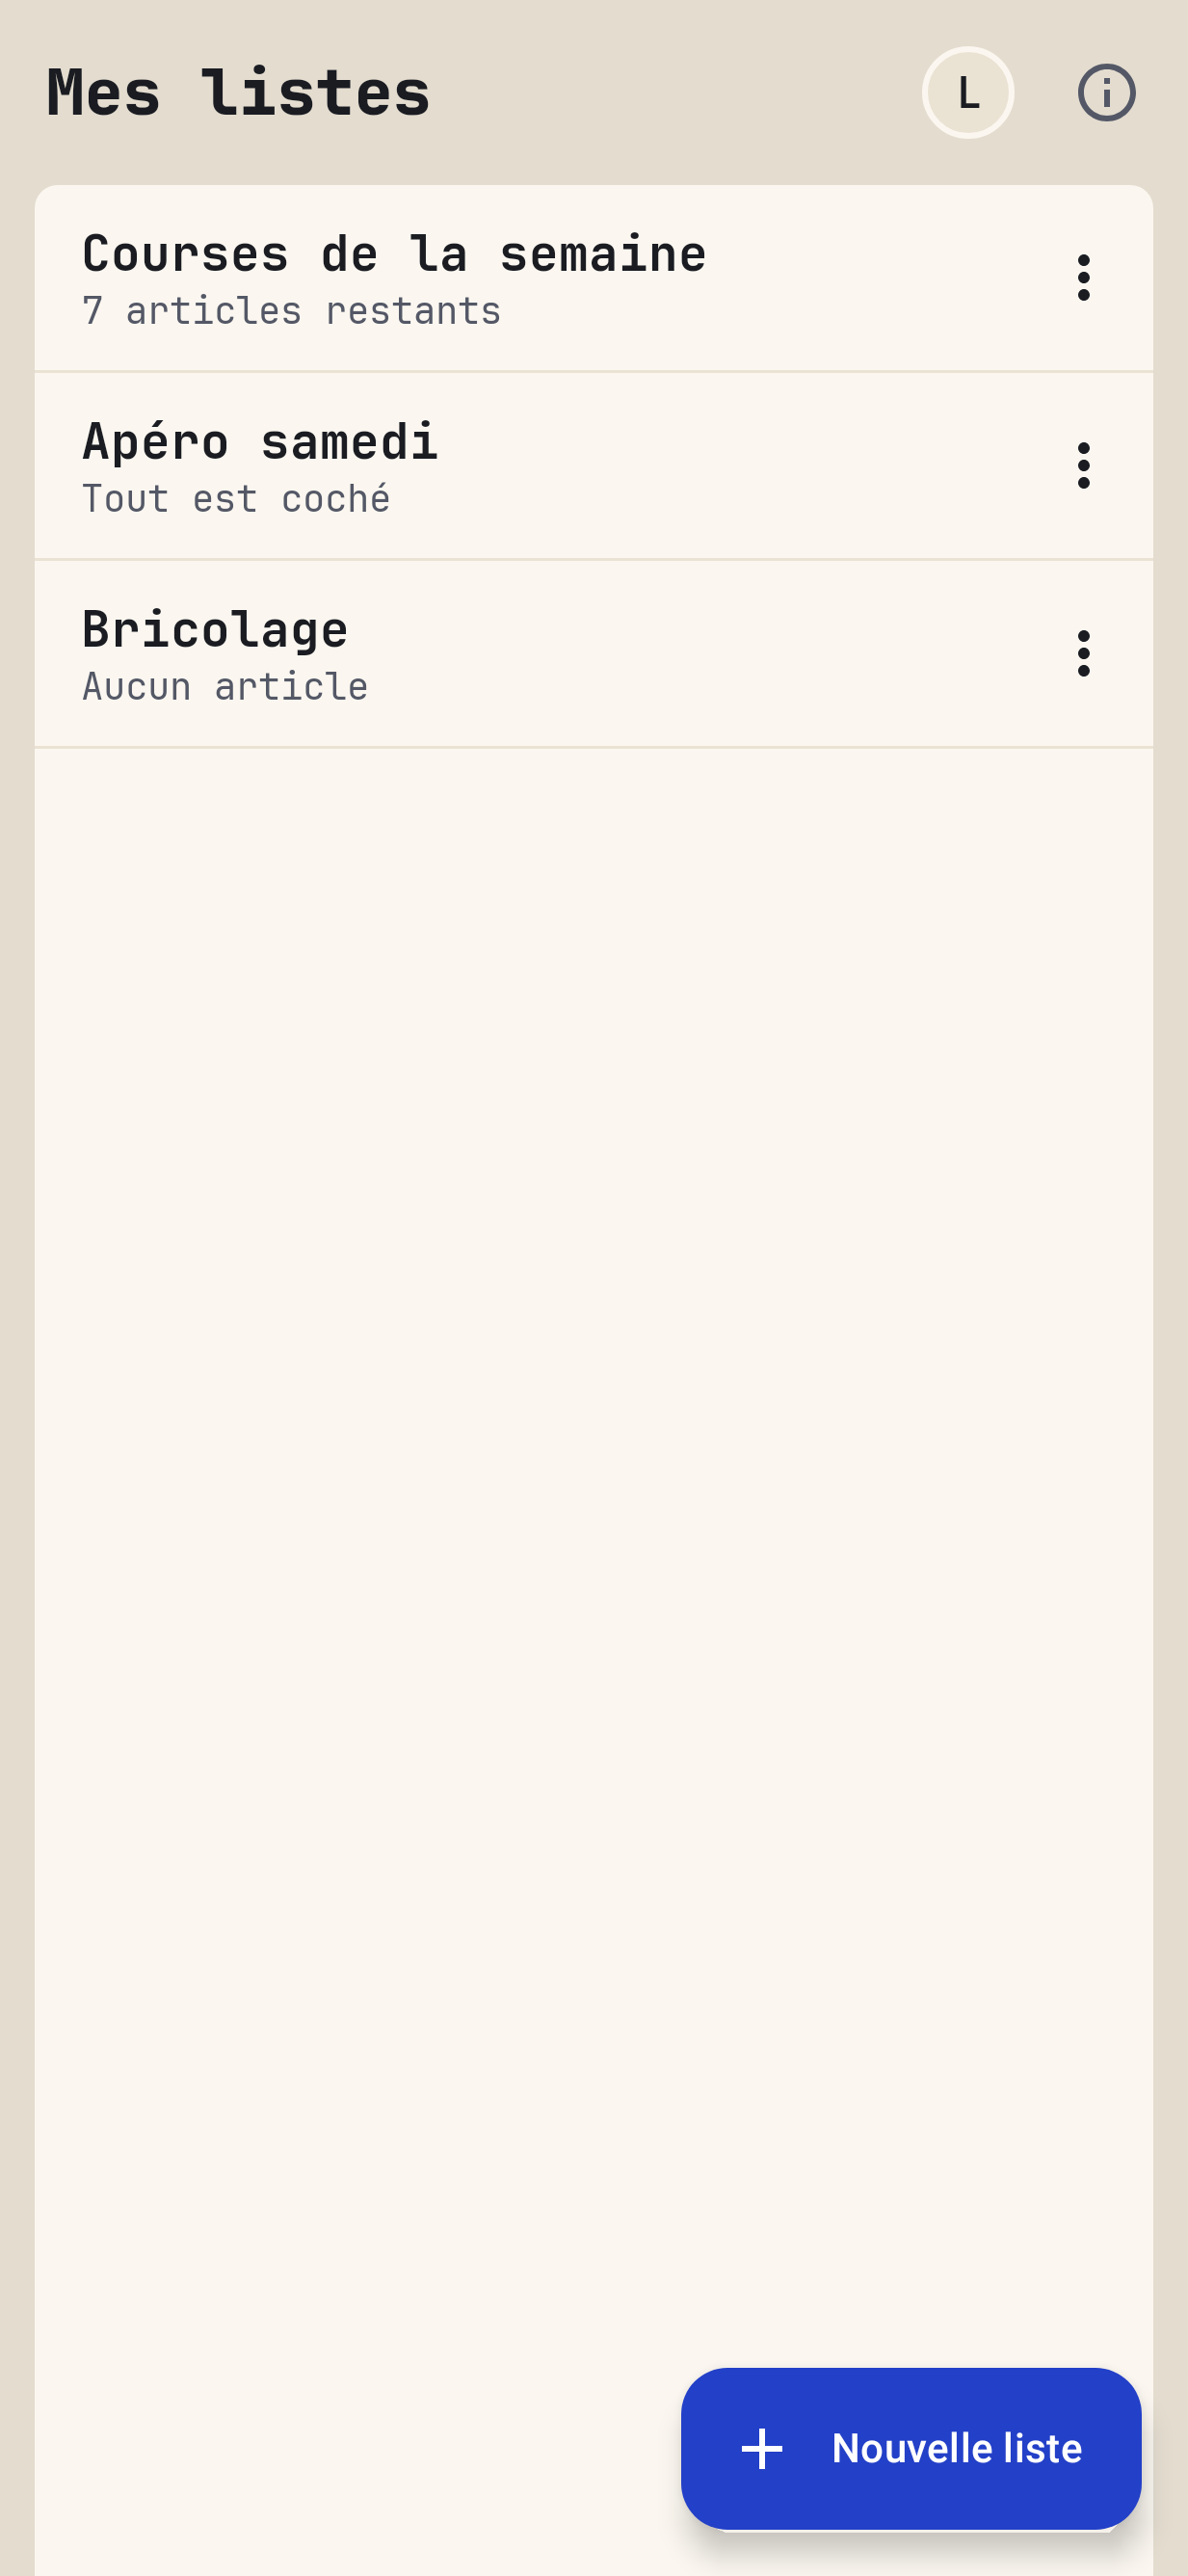 Mes listes
L
Courses de la semaine
7 articles restants
Apéro samedi
Tout est coché
Bricolage
Aucun article
Nouvelle liste